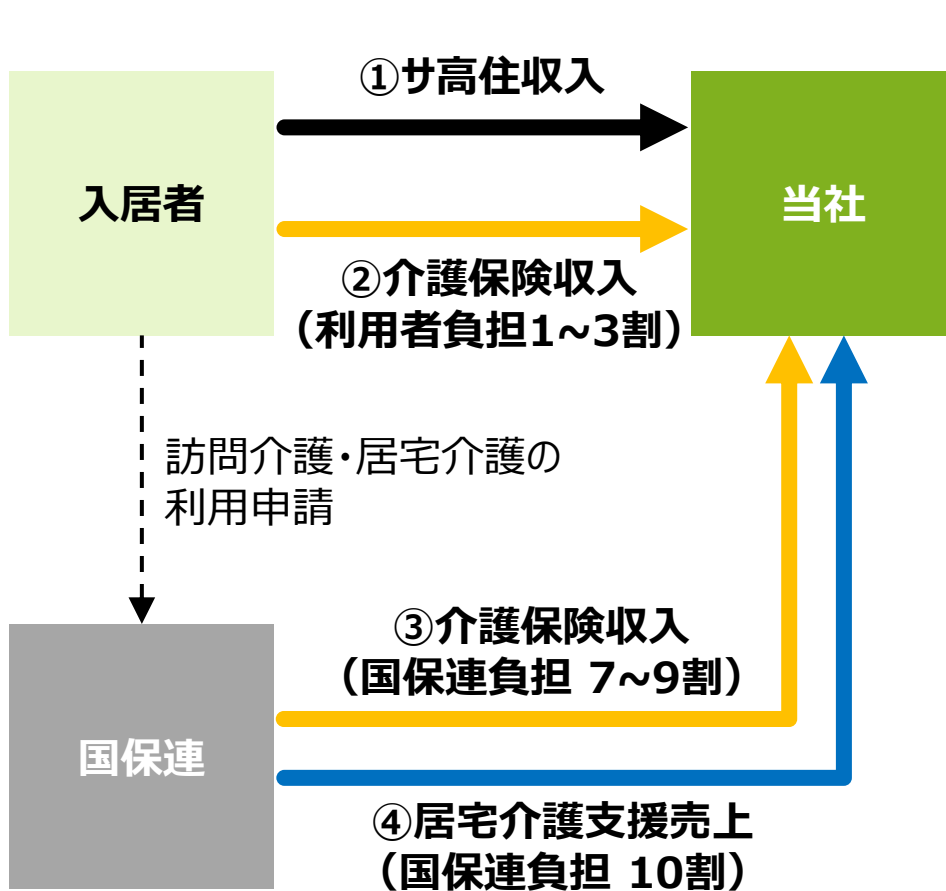 ①サ高住収入
入居者
当社
②介護保険収入
（利用者負担1~3割）
訪問介護・居宅介護の
利用申請
③介護保険収入
（国保連負担 7~9割）
国保連
④居宅介護支援売上
（国保連負担 10割）